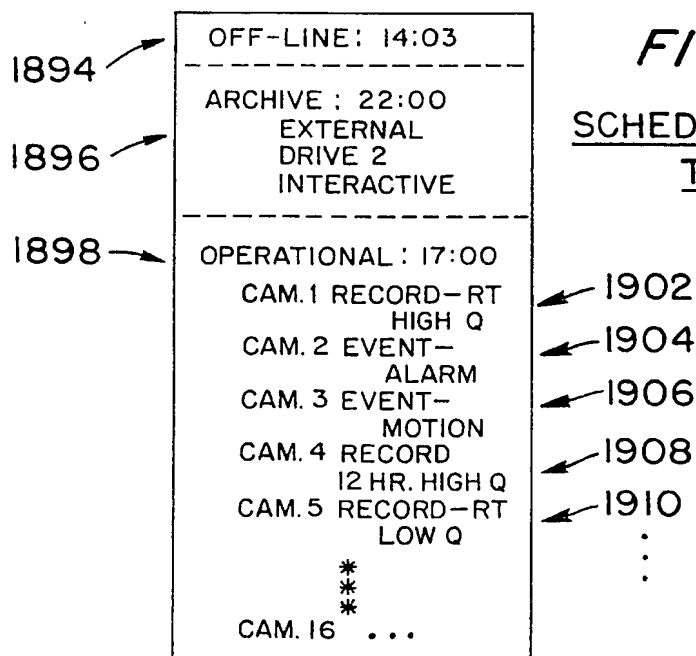 1894
OFF-LINE: 14:03
1896
ARCHIVE: 22:00
EXTERNAL
DRIVE 2
INTERACTIVE
1898
OPERATIONAL: 17:00
CAM. 1 RECORD-RT
HIGH Q
1902
CAM. 2 EVENT-
ALARM
1904
CAM. 3 EVENT-
MOTION
1906
CAM. 4 RECORD
12 HR. HIGH Q
1908
CAM. 5 RECORD-RT
LOW Q
1910
*
*
*
CAM. 16 ...